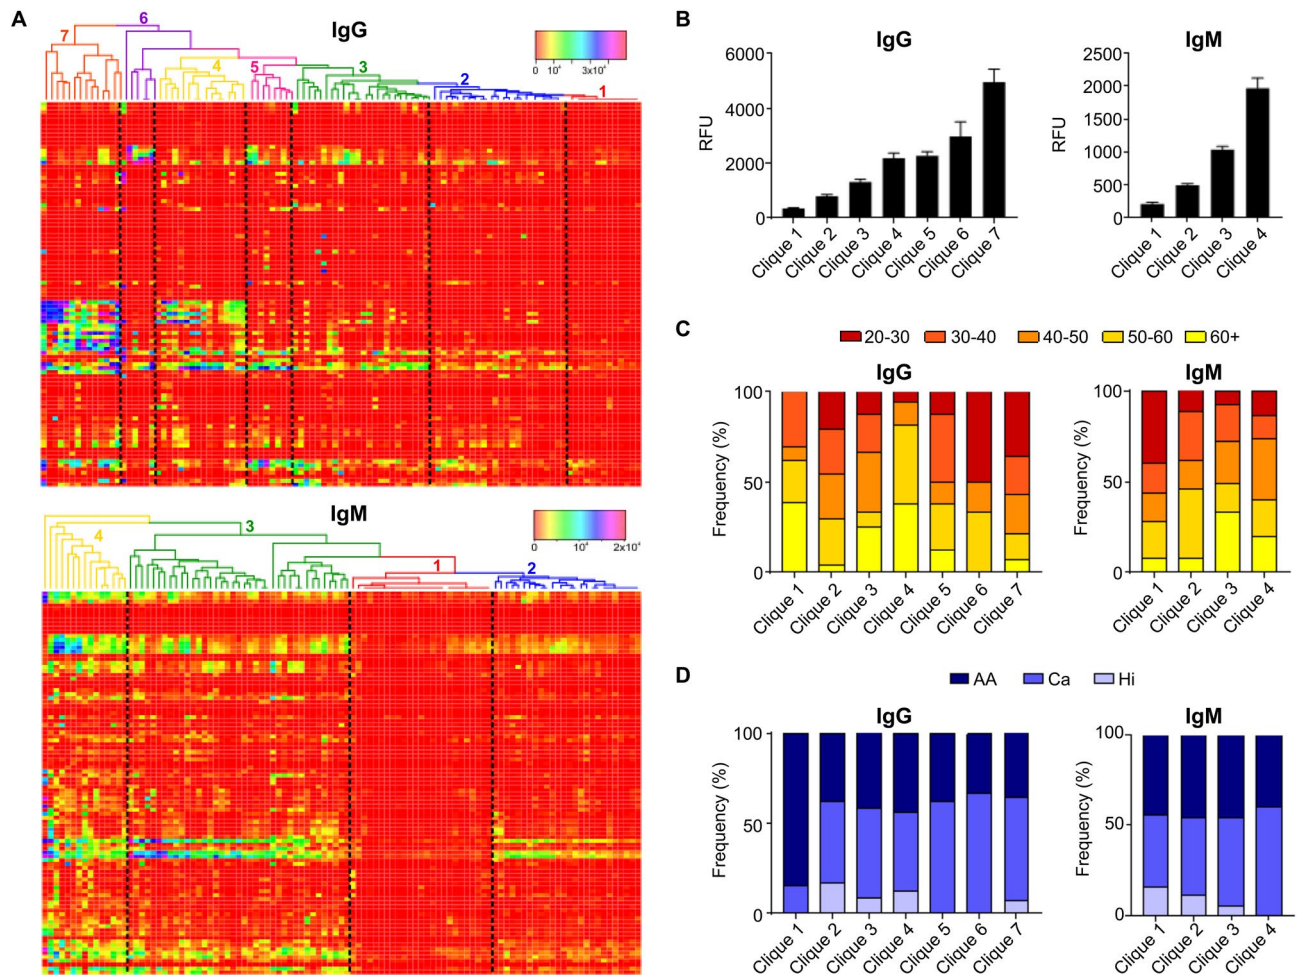 A
IgG
0 10⁴ 3x10⁴
7
6
4
5
3
2
1
IgM
0 10⁴ 2x10⁴
4
3
1
2
B
IgG
RFU
6000
4000
2000
0
Clique 1
Clique 2
Clique 3
Clique 4
Clique 5
Clique 6
Clique 7
IgM
RFU
2500
2000
1500
1000
500
0
Clique 1
Clique 2
Clique 3
Clique 4
C
20-30 30-40 40-50 50-60 60+
IgG
Frequency (%)
100
50
0
Clique 1
Clique 2
Clique 3
Clique 4
Clique 5
Clique 6
Clique 7
IgM
Frequency (%)
100
50
0
Clique 1
Clique 2
Clique 3
Clique 4
D
AA Ca Hi
IgG
Frequency (%)
100
50
0
Clique 1
Clique 2
Clique 3
Clique 4
Clique 5
Clique 6
Clique 7
IgM
Frequency (%)
100
50
0
Clique 1
Clique 2
Clique 3
Clique 4